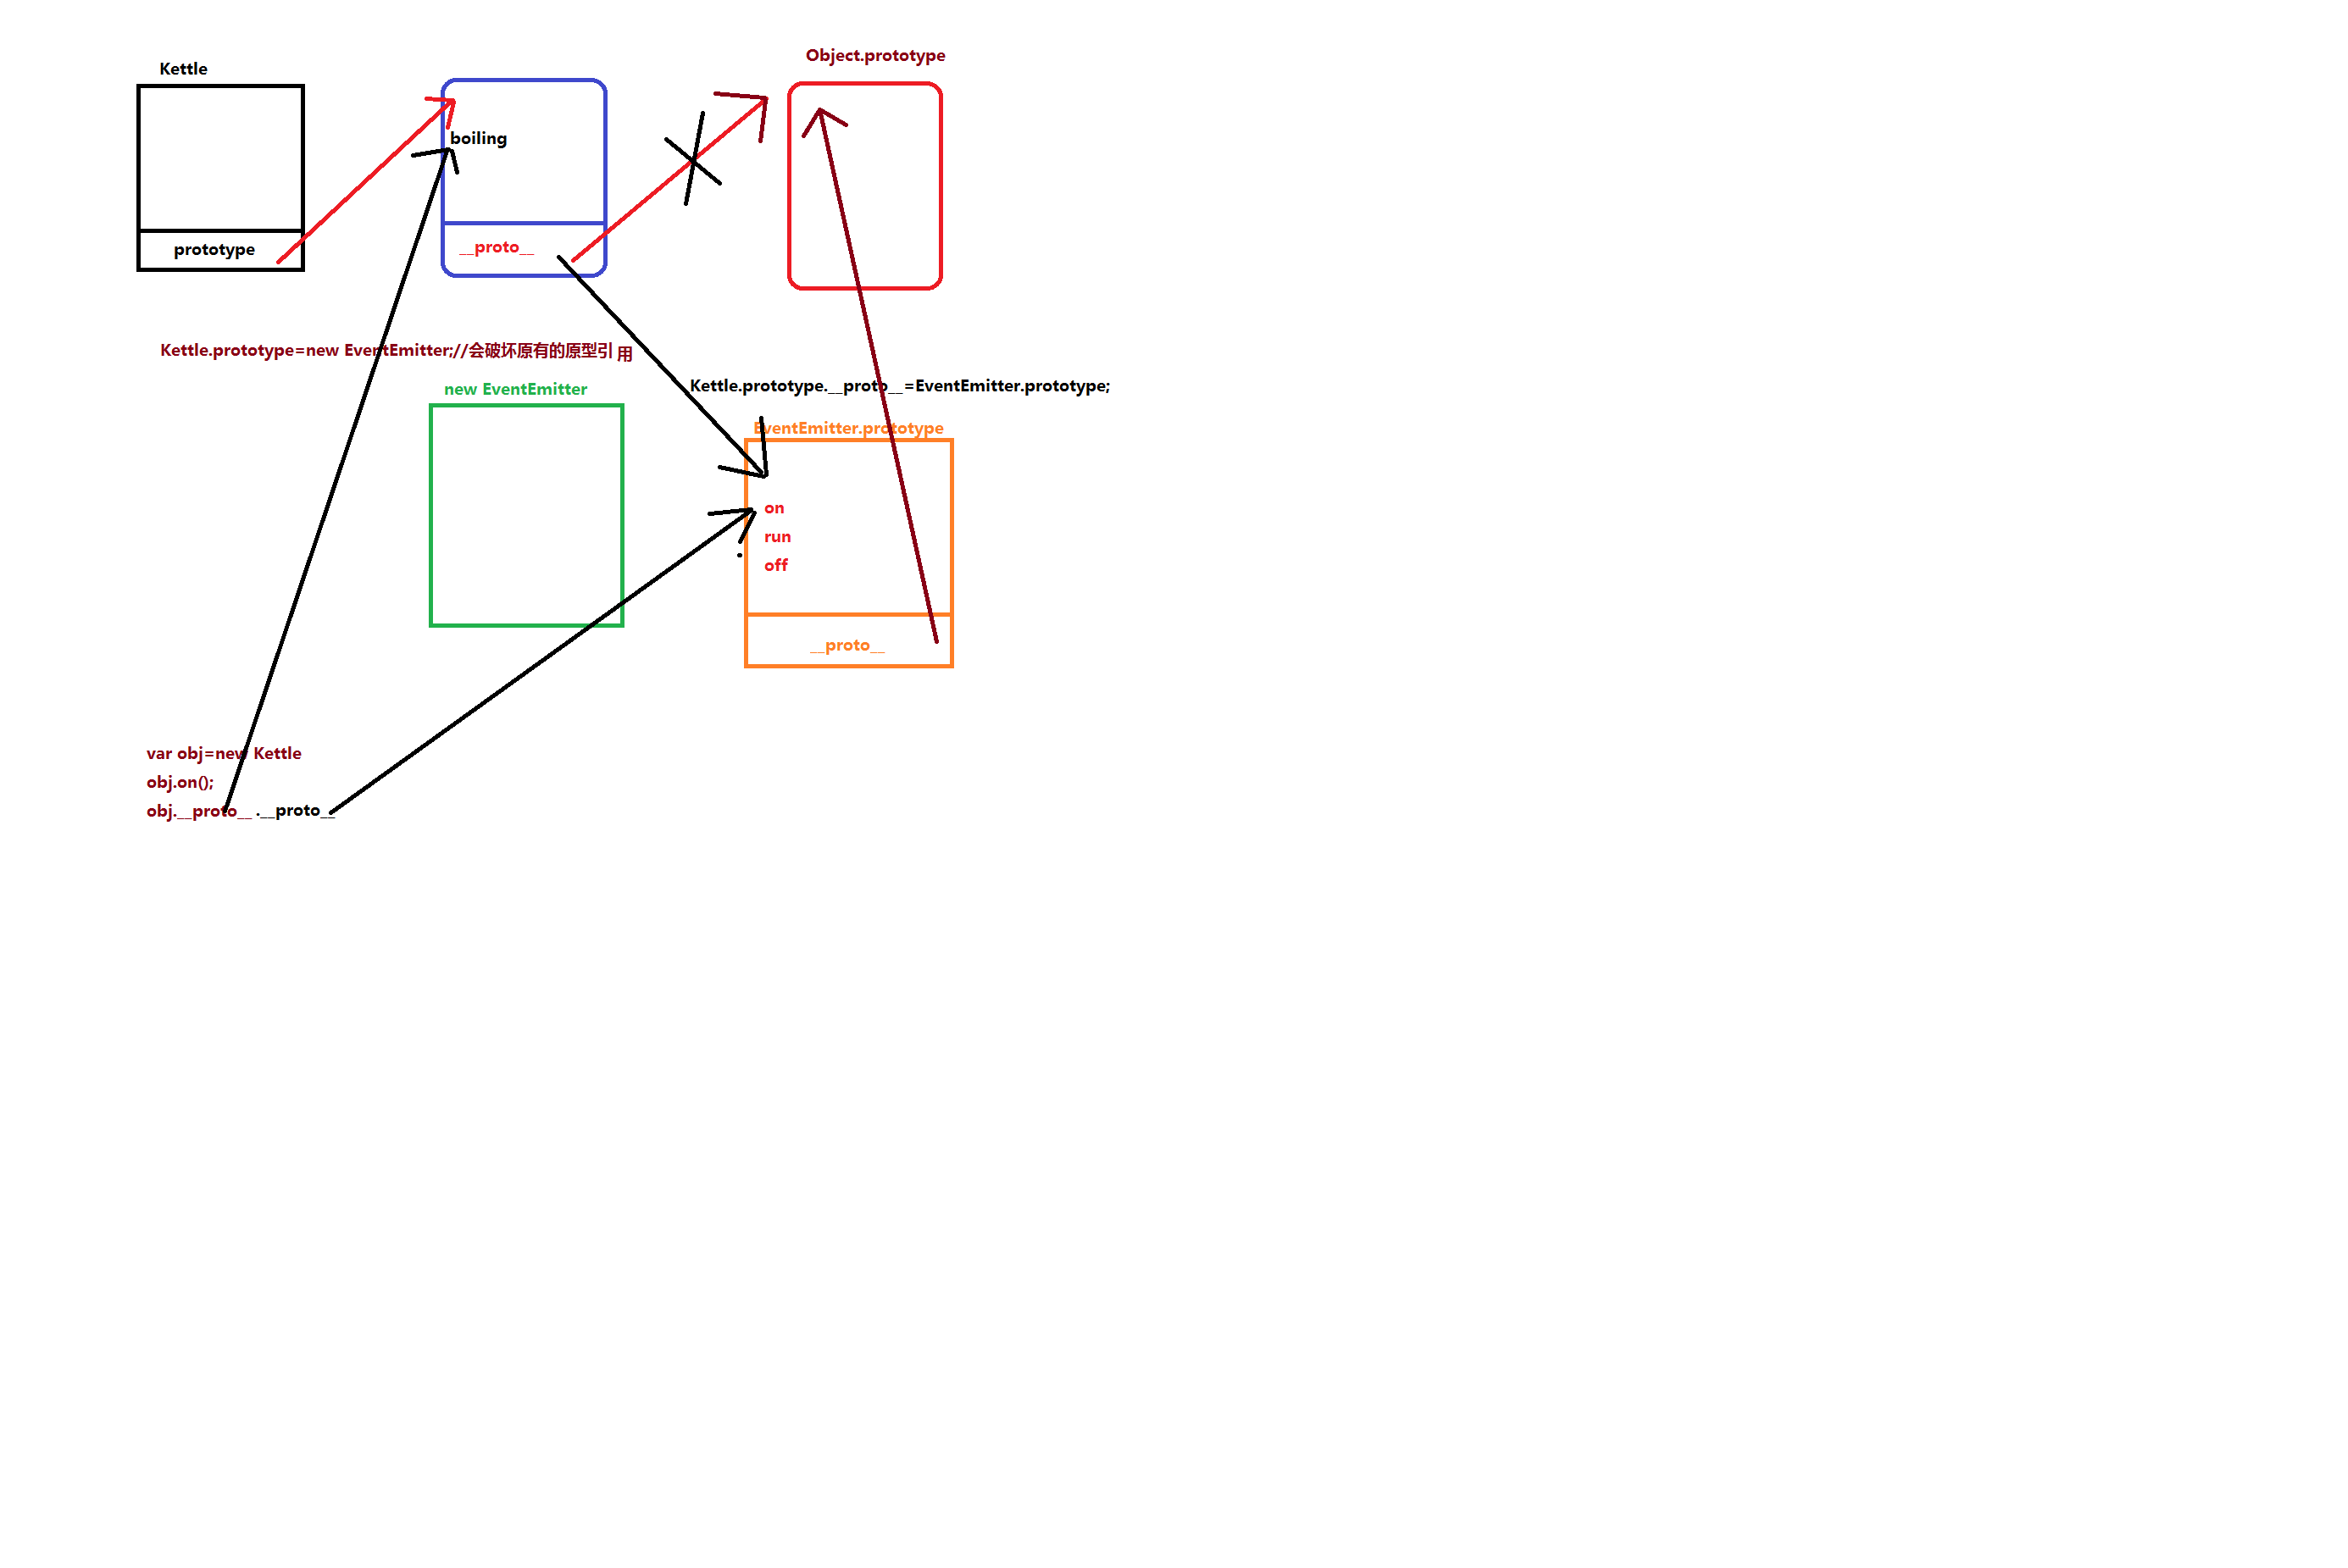 Object.prototype
Kettle
boiling
prototype
__proto__
Kettle.prototype=new EventEmitter;//会破坏原有的原型引用
new EventEmitter
Kettle.prototype.__proto__=EventEmitter.prototype;
EventEmitter.prototype
on
run
off
__proto__
var obj=new Kettle
obj.on();
obj.__proto__.__proto__